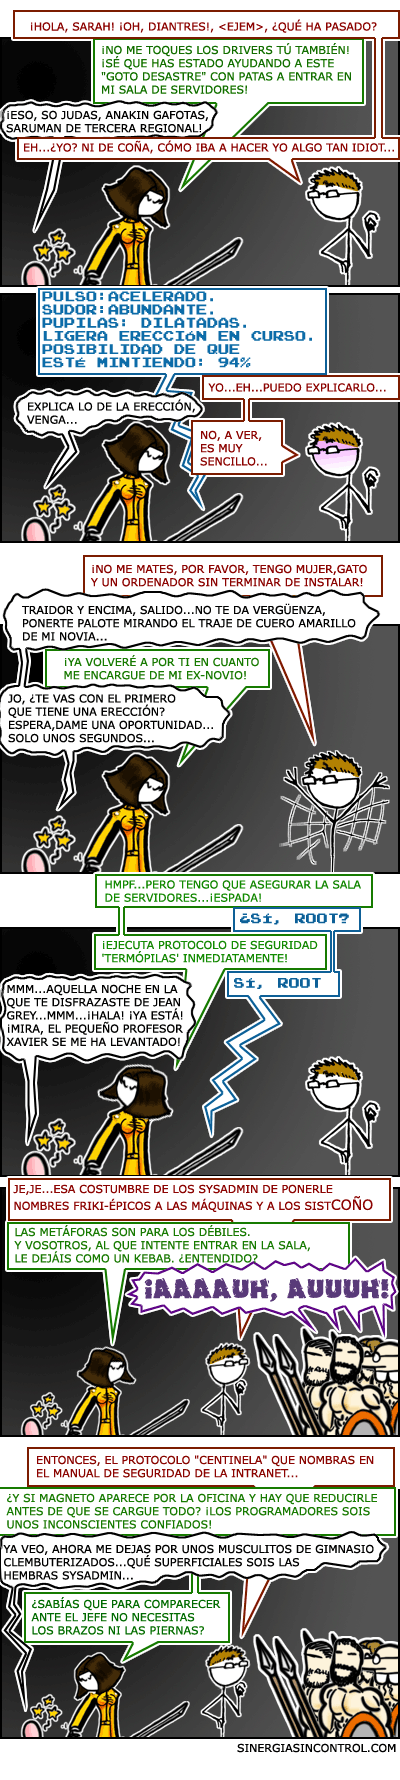 ¡HOLA, SARAH! ¡OH, DIANTRES!, <EJEM>, ¿QUÉ HA PASADO?
¡NO ME TOQUES LOS DRIVERS TÚ TAMBIÉN!
¡SÉ QUE HAS ESTADO AYUDANDO A ESTE
"GOTO DESASTRE" CON PATAS A ENTRAR EN
MI SALA DE SERVIDORES!
¡ESO, SO JUDAS, ANAKIN GAFOTAS,
SARUMAN DE TERCERA REGIONAL!
EH...¿YO? NI DE COÑA, CÓMO IBA A HACER YO ALGO TAN IDIOT...
PULSO:ACELERADO.
SUDOR:ABUNDANTE.
PUPILAS: DILATADAS.
LIGERA ERECCIÓN EN CURSO.
POSIBILIDAD DE QUE
ESTÉ MINTIENDO: 94%
YO...EH...PUEDO EXPLICARLO...
EXPLICA LO DE LA ERECCIÓN,
VENGA...
NO, A VER,
ES MUY
SENCILLO...
¡NO ME MATES, POR FAVOR, TENGO MUJER,GATO
Y UN ORDENADOR SIN TERMINAR DE INSTALAR!
TRAIDOR Y ENCIMA, SALIDO...NO TE DA VERGÜENZA,
PONERTE PALOTE MIRANDO EL TRAJE DE CUERO AMARILLO
DE MI NOVIA...
¡YA VOLVERÉ A POR TI EN CUANTO
ME ENCARGUE DE MI EX-NOVIO!
JO, ¿TE VAS CON EL PRIMERO
QUE TIENE UNA ERECCIÓN?
ESPERA,DAME UNA OPORTUNIDAD...
SOLO UNOS SEGUNDOS...
HMPF...PERO TENGO QUE ASEGURAR LA SALA
DE SERVIDORES...¡ESPADA!
¿SÍ, ROOT?
¡EJECUTA PROTOCOLO DE SEGURIDAD
'TERMÓPILAS' INMEDIATAMENTE!
SÍ, ROOT
MMM...AQUELLA NOCHE EN LA
QUE TE DISFRAZASTE DE JEAN
GREY...MMM...¡HALA! ¡YA ESTÁ!
¡MIRA, EL PEQUEÑO PROFESOR
XAVIER SE ME HA LEVANTADO!
JE,JE...ESA COSTUMBRE DE LOS SYSADMIN DE PONERLE
NOMBRES FRIKI-ÉPICOS A LAS MÁQUINAS Y A LOS SISTCOÑO
LAS METÁFORAS SON PARA LOS DÉBILES.
Y VOSOTROS, AL QUE INTENTE ENTRAR EN LA SALA,
LE DEJÁIS COMO UN KEBAB. ¿ENTENDIDO?
¡AAAAUH, AUUUH!
ENTONCES, EL PROTOCOLO "CENTINELA" QUE NOMBRAS EN
EL MANUAL DE SEGURIDAD DE LA INTRANET...
¿Y SI MAGNETO APARECE POR LA OFICINA Y HAY QUE REDUCIRLE
ANTES DE QUE SE CARGUE TODO? ¡LOS PROGRAMADORES SOIS
UNOS INCONSCIENTES CONFIADOS!
YA VEO, AHORA ME DEJAS POR UNOS MUSCULITOS DE GIMNASIO
CLEMBUTERIZADOS...QUÉ SUPERFICIALES SOIS LAS
HEMBRAS SYSADMIN...
¿SABÍAS QUE PARA COMPARECER
ANTE EL JEFE NO NECESITAS
LOS BRAZOS NI LAS PIERNAS?
SINERGIASINCONTROL.COM